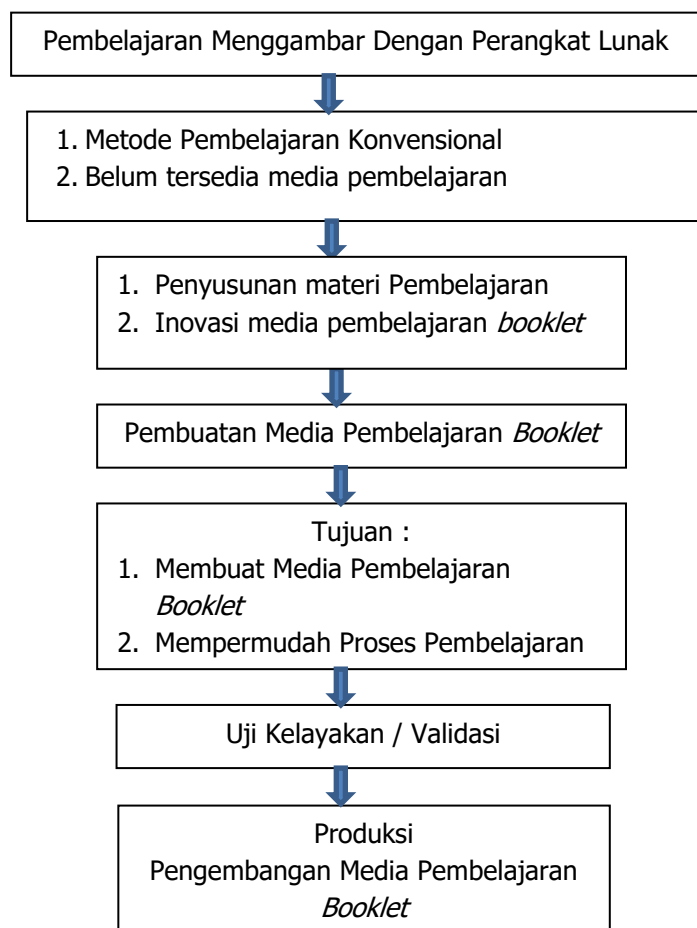 Pembelajaran Menggambar Dengan Perangkat Lunak
1. Metode Pembelajaran Konvensional
2. Belum tersedia media pembelajaran
1. Penyusunan materi Pembelajaran
2. Inovasi media pembelajaran booklet
Pembuatan Media Pembelajaran Booklet
Tujuan :
1. Membuat Media Pembelajaran
Booklet
2. Mempermudah Proses Pembelajaran
Uji Kelayakan / Validasi
Produksi
Pengembangan Media Pembelajaran
Booklet